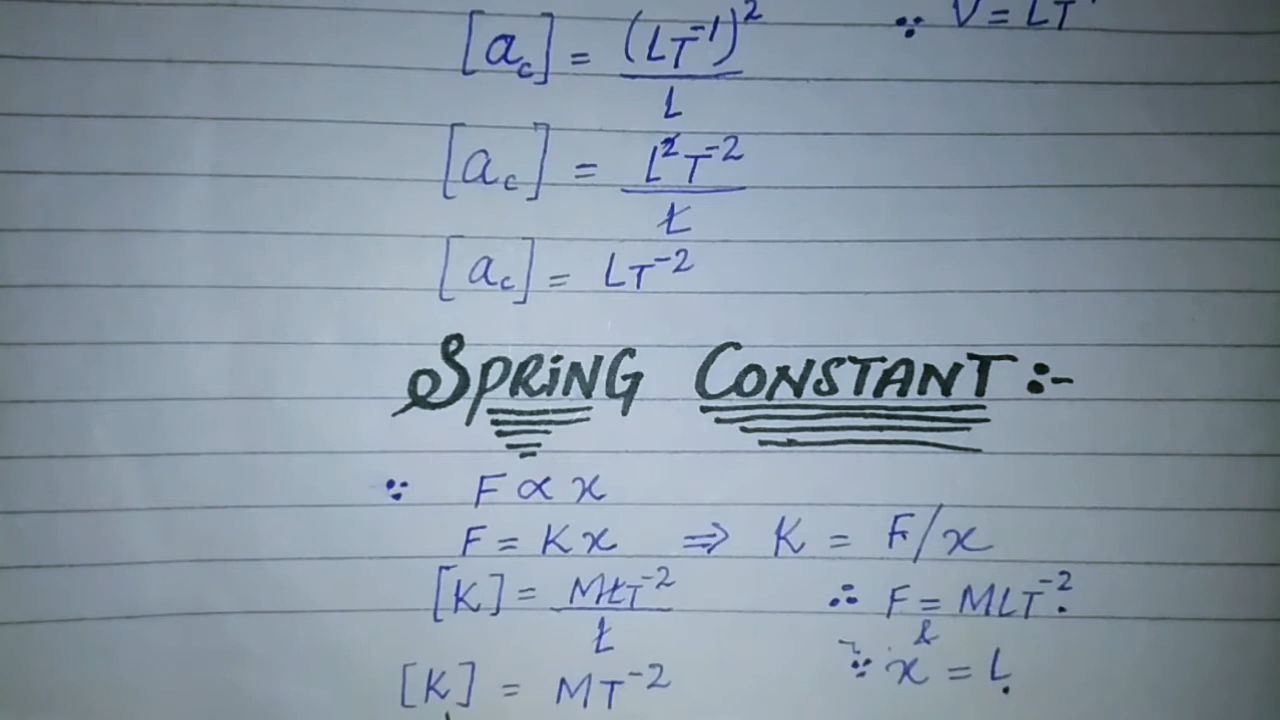 [a_c] = (LT⁻¹)² / L ∵ V = LT⁻
[a_c] = L²T⁻² / L
[a_c] = LT⁻²
SPRING CONSTANT :-
∵ F ∝ x
F = Kx ⇒ K = F/x
[K] = MLT⁻² / L ∴ F = MLT⁻² &
[K] = MT⁻² ∵ x = L.